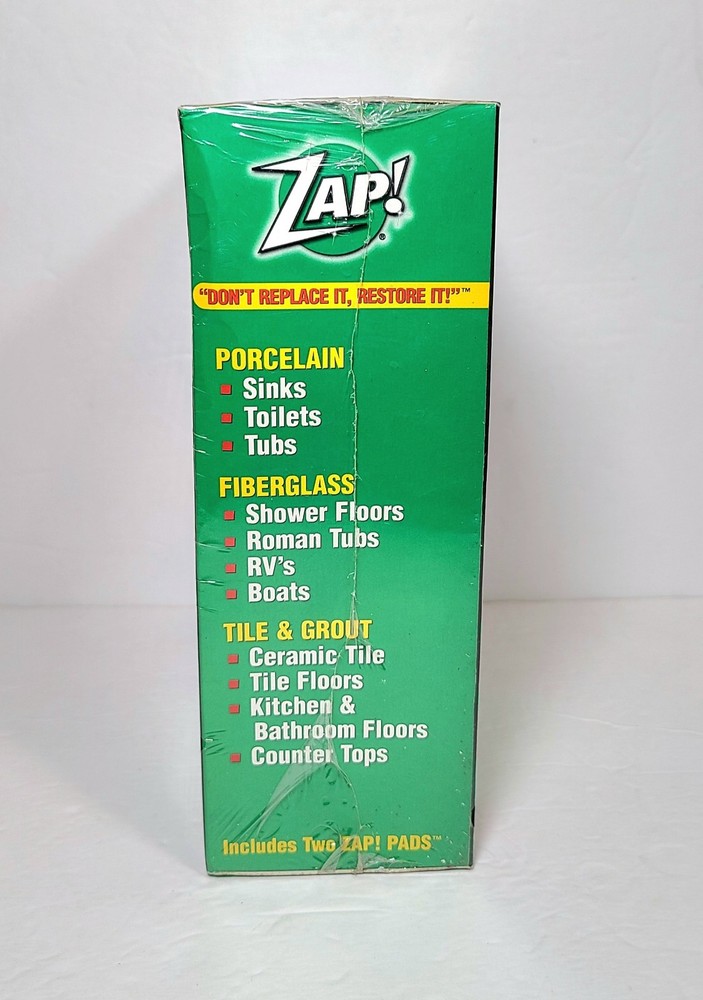 ZAP!®
“DON'T REPLACE IT, RESTORE IT!”™
PORCELAIN
▪ Sinks
▪ Toilets
▪ Tubs
FIBERGLASS
▪ Shower Floors
▪ Roman Tubs
▪ RV's
▪ Boats
TILE & GROUT
▪ Ceramic Tile
▪ Tile Floors
▪ Kitchen &
Bathroom Floors
▪ Counter Tops
Includes Two ZAP! PADS™